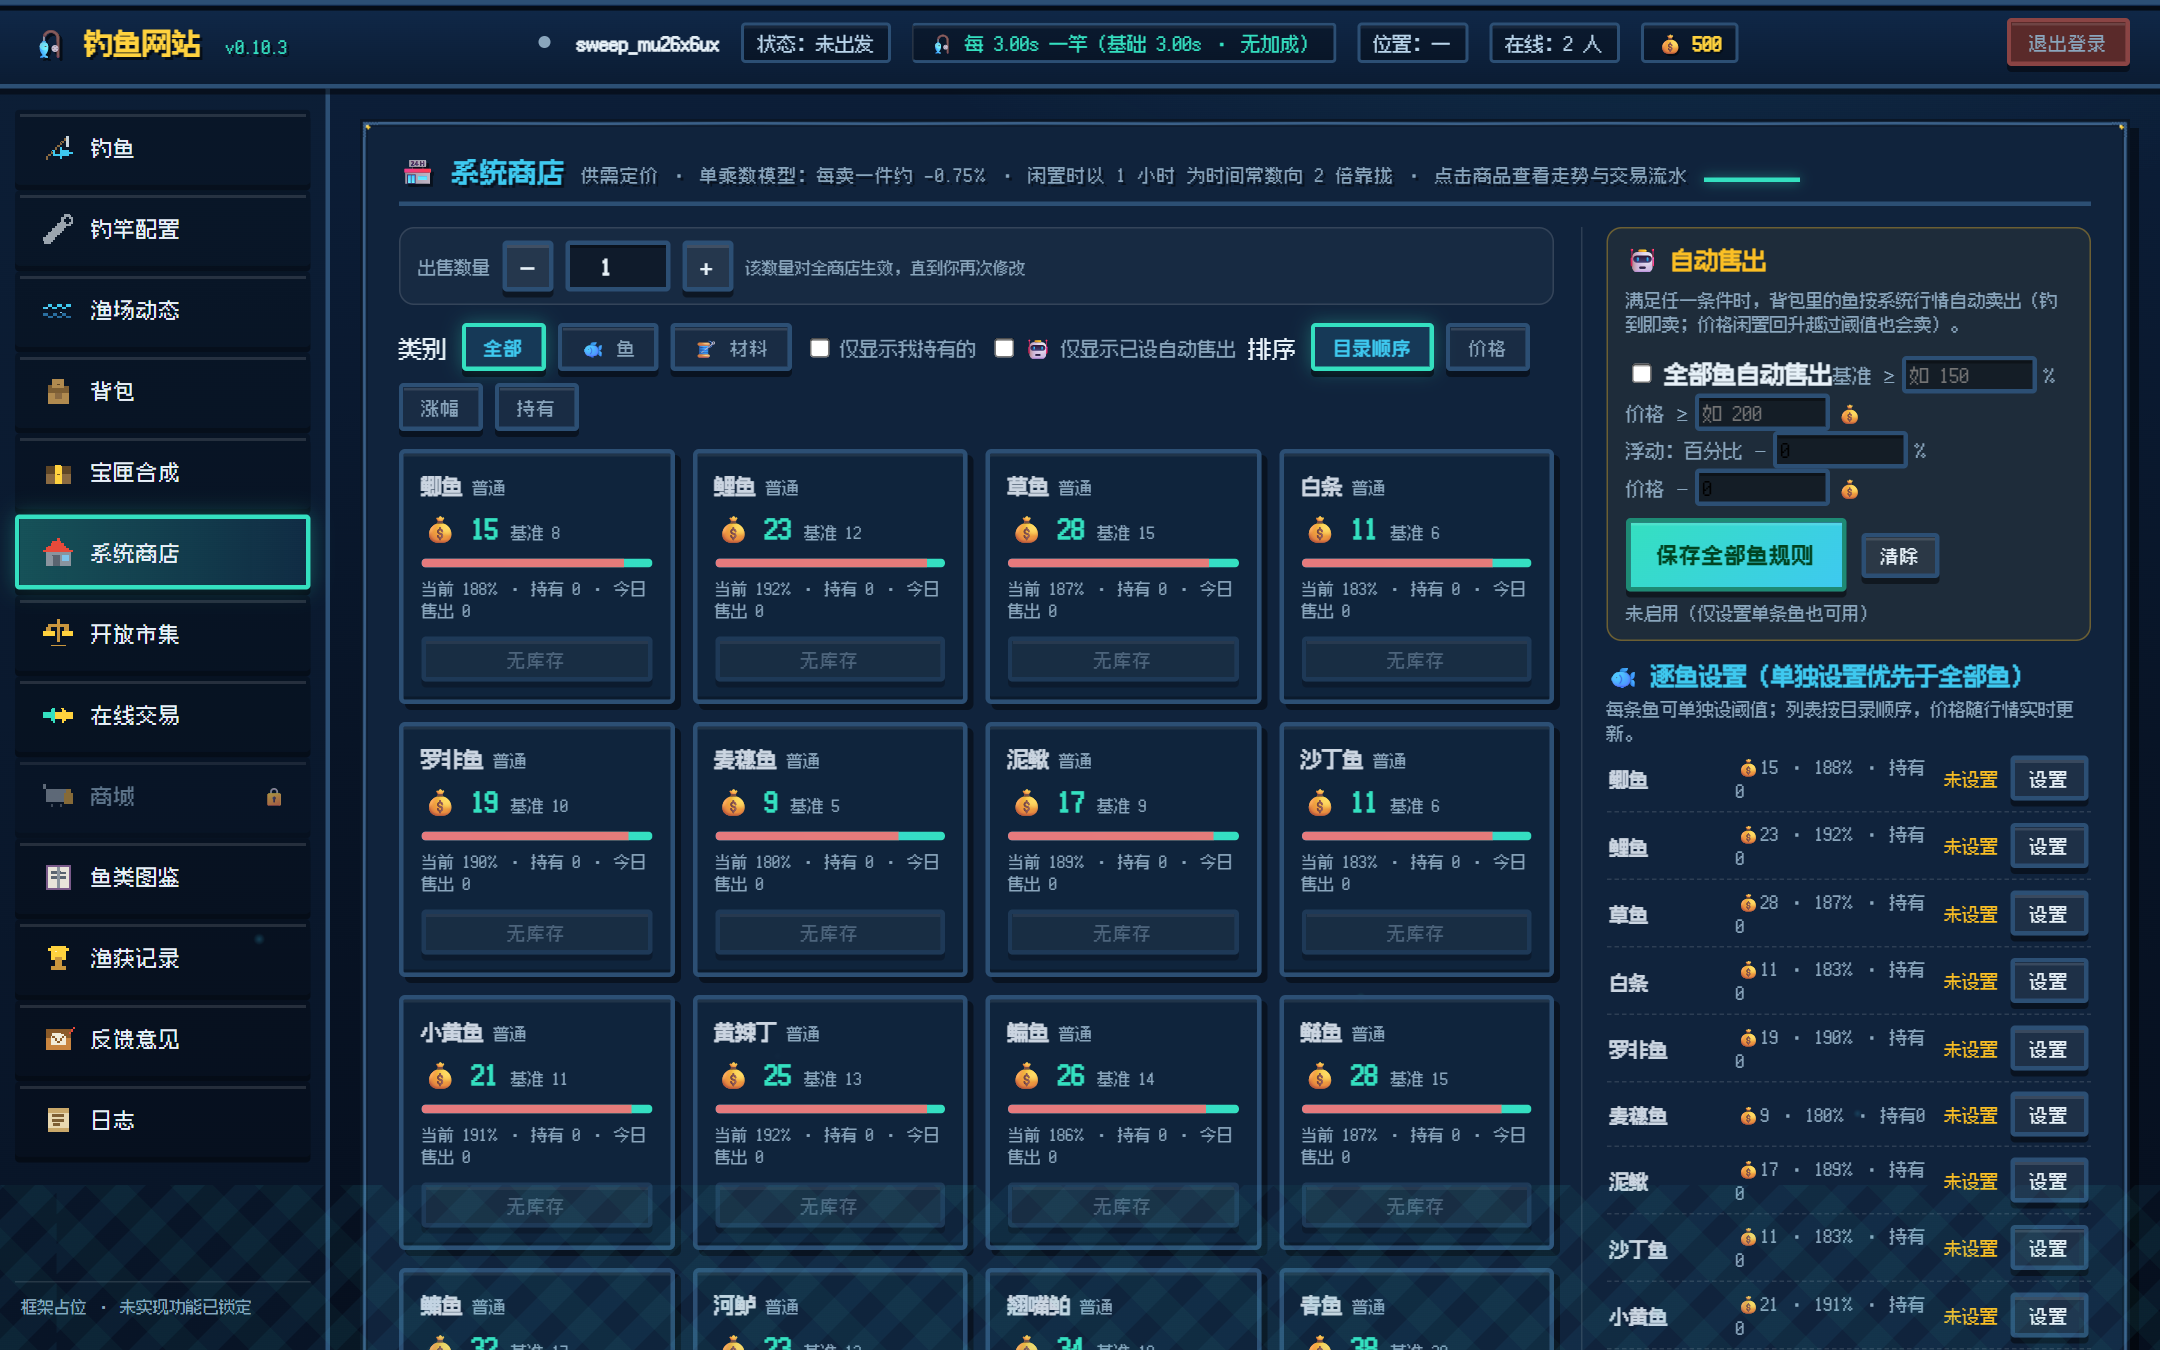 钓鱼网站 v0.10.3
sweep_mu26x6ux
状态: 未出发
每 3.00s 一竿 (基础 3.00s · 无加成)
位置: 一
在线: 2 人
500
退出登录
钓鱼
钓竿配置
渔场动态
背包
宝匣合成
系统商店
开放市集
在线交易
商城
鱼类图鉴
渔获记录
反馈意见
日志
框架占位 · 未实现功能已锁定
系统商店 供需定价 · 单乘数模型: 每卖一件约 -0.75% · 闲置时以 1 小时 为时间常数向 2 倍靠拢 · 点击商品查看走势与交易流水
出售数量 − 1 + 该数量对全商店生效, 直到你再次修改
类别 全部 鱼 材料 仅显示我持有的 仅显示已设自动售出 排序 目录顺序 价格
涨幅 持有
鲫鱼 普通
15 基准 8
当前 188% · 持有 0 · 今日
售出 0
无库存
鲤鱼 普通
23 基准 12
当前 192% · 持有 0 · 今日
售出 0
无库存
草鱼 普通
28 基准 15
当前 187% · 持有 0 · 今日
售出 0
无库存
白条 普通
11 基准 6
当前 183% · 持有 0 · 今日
售出 0
无库存
罗非鱼 普通
19 基准 10
当前 190% · 持有 0 · 今日
售出 0
无库存
麦穗鱼 普通
9 基准 5
当前 180% · 持有 0 · 今日
售出 0
无库存
泥鳅 普通
17 基准 9
当前 189% · 持有 0 · 今日
售出 0
无库存
沙丁鱼 普通
11 基准 6
当前 183% · 持有 0 · 今日
售出 0
无库存
小黄鱼 普通
21 基准 11
当前 191% · 持有 0 · 今日
售出 0
无库存
黄辣丁 普通
25 基准 13
当前 192% · 持有 0 · 今日
售出 0
无库存
鳊鱼 普通
26 基准 14
当前 186% · 持有 0 · 今日
售出 0
无库存
鲢鱼 普通
28 基准 15
当前 187% · 持有 0 · 今日
售出 0
无库存
鳙鱼 普通
河鲈 普通
翘嘴鲌 普通
青鱼 普通
自动售出
满足任一条件时, 背包里的鱼按系统行情自动卖出 (钓
到即卖; 价格闲置回升越过阈值也会卖) 。
全部鱼自动售出基准 ≥ 如 150 %
价格 ≥ 如 200
浮动: 百分比 − 0 %
价格 − 0
保存全部鱼规则 清除
未启用 (仅设置单条鱼也可用)
逐鱼设置 (单独设置优先于全部鱼)
每条鱼可单独设阈值; 列表按目录顺序, 价格随行情实时更
新。
鲫鱼 15 · 188% · 持有
0 未设置 设置
鲤鱼 23 · 192% · 持有
0 未设置 设置
草鱼 28 · 187% · 持有
0 未设置 设置
白条 11 · 183% · 持有
0 未设置 设置
罗非鱼 19 · 190% · 持有
0 未设置 设置
麦穗鱼 9 · 180% · 持有0 未设置 设置
泥鳅 17 · 189% · 持有
0 未设置 设置
沙丁鱼 11 · 183% · 持有
0 未设置 设置
小黄鱼 21 · 191% · 持有
0 未设置 设置